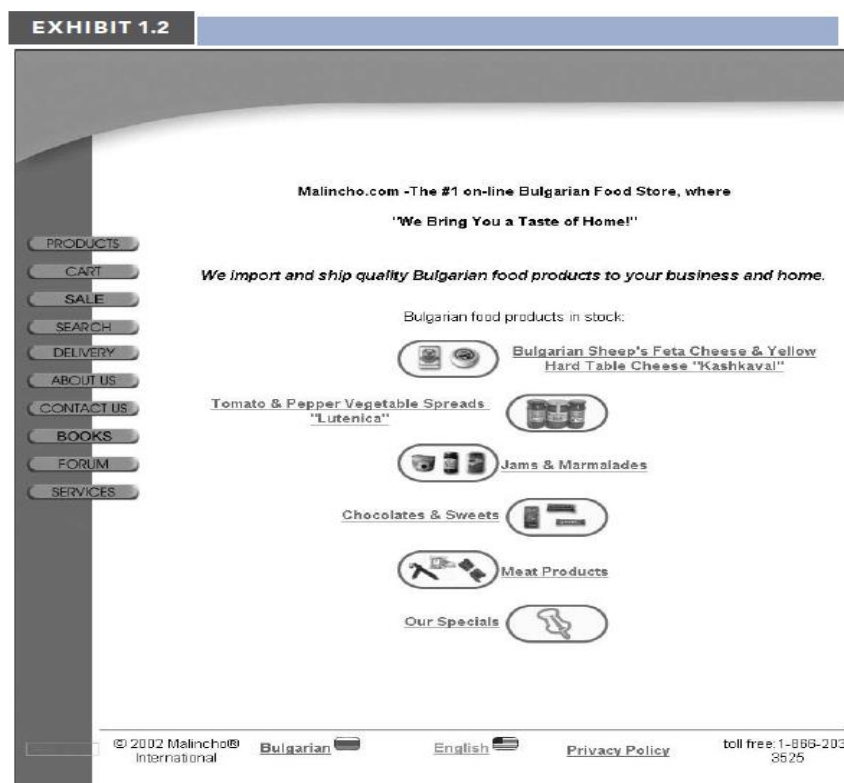 EXHIBIT 1.2
Malincho.com -The #1 on-line Bulgarian Food Store, where
"We Bring You a Taste of Home!"
PRODUCTS
CART
SALE
SEARCH
DELIVERY
ABOUT US
CONTACT US
BOOKS
FORUM
SERVICES
We import and ship quality Bulgarian food products to your business and home.
Bulgarian food products in stock:
Bulgarian Sheep's Feta Cheese & Yellow
Hard Table Cheese "Kashkaval"
Tomato & Pepper Vegetable Spreads
"Lutenica"
Jams & Marmalades
Chocolates & Sweets
Meat Products
Our Specials
© 2002 Malincho®
International
Bulgarian
English
Privacy Policy
toll free:1-866-203
3525